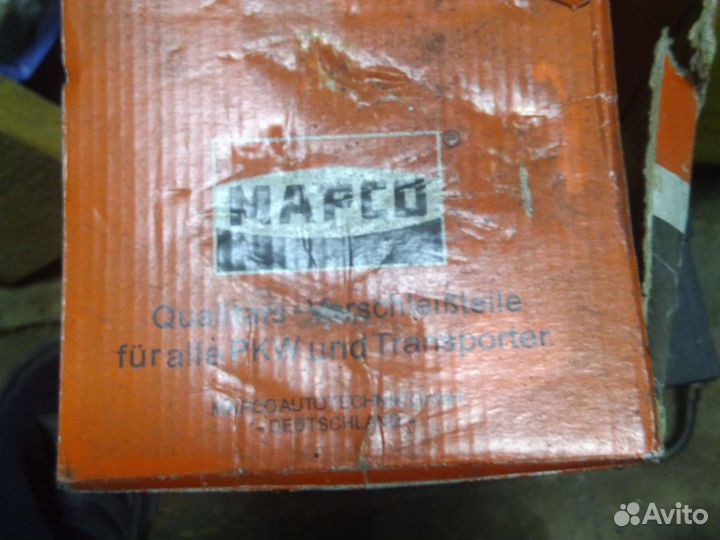 MAPCO ®
Qualitäts-Verschleißteile
für alle PKW und Transporter.
MAPCO AUTOTECHNIK GmbH
- DEUTSCHLAND -
Avito